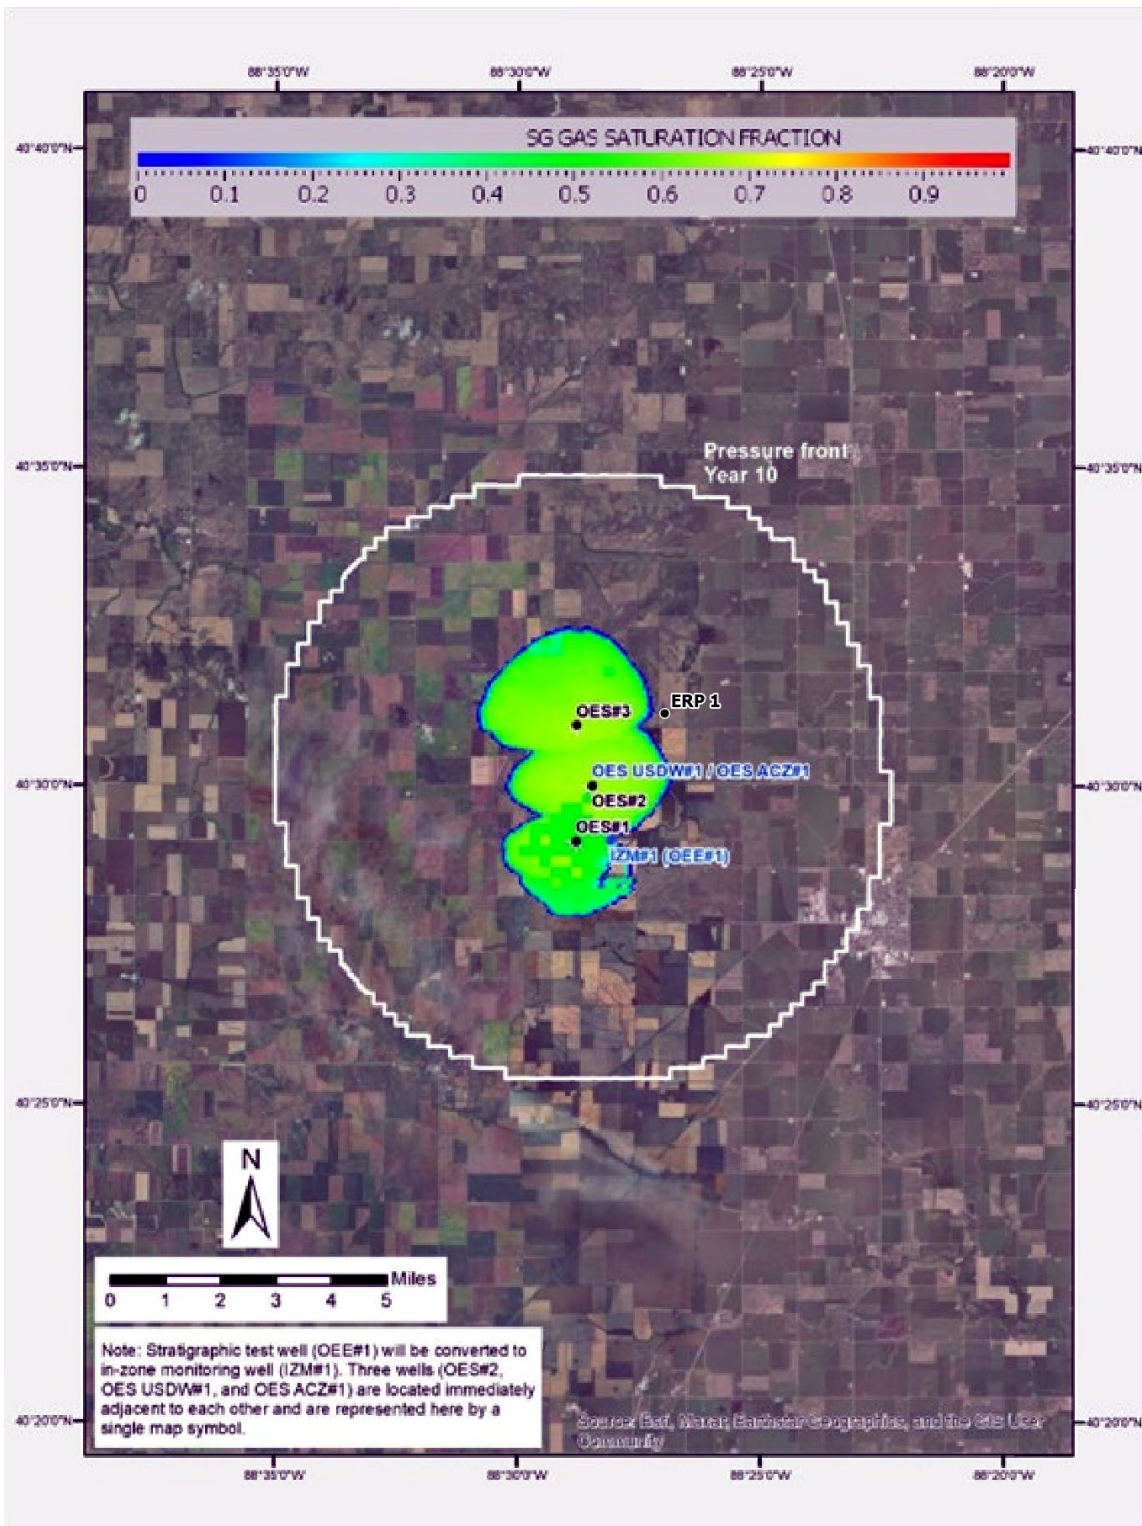 88°35'0"W 88°30'0"W 88°25'0"W 88°20'0"W
40°40'0"N 40°40'0"N
SG GAS SATURATION FRACTION
0 0.1 0.2 0.3 0.4 0.5 0.6 0.7 0.8 0.9
40°35'0"N 40°35'0"N
Pressure front
Year 10
ERP 1
OES#3
OES USDW#1 / OES ACZ#1
40°30'0"N 40°30'0"N
OES#2
OES#1
IZM#1 (OEE#1)
40°25'0"N 40°25'0"N
N
Miles
0 1 2 3 4 5
Note: Stratigraphic test well (OEE#1) will be converted to
in-zone monitoring well (IZM#1). Three wells (OES#2,
OES USDW#1, and OES ACZ#1) are located immediately
adjacent to each other and are represented here by a
single map symbol.
40°20'0"N 40°20'0"N
Source: Esri, Maxar, Earthstar Geographics, and the GIS User
Community
88°35'0"W 88°30'0"W 88°25'0"W 88°20'0"W